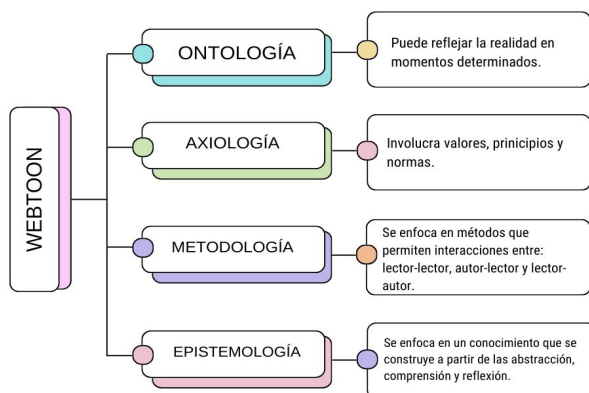 WEBTOON
ONTOLOGÍA
Puede reflejar la realidad en
momentos determinados.
AXIOLOGÍA
Involucra valores, prinicipios y
normas.
METODOLOGÍA
Se enfoca en métodos que
permiten interacciones entre:
lector-lector, autor-lector y lector-
autor.
EPISTEMOLOGÍA
Se enfoca en un conocimiento que se
construye a partir de las abstracción,
comprensión y reflexión.